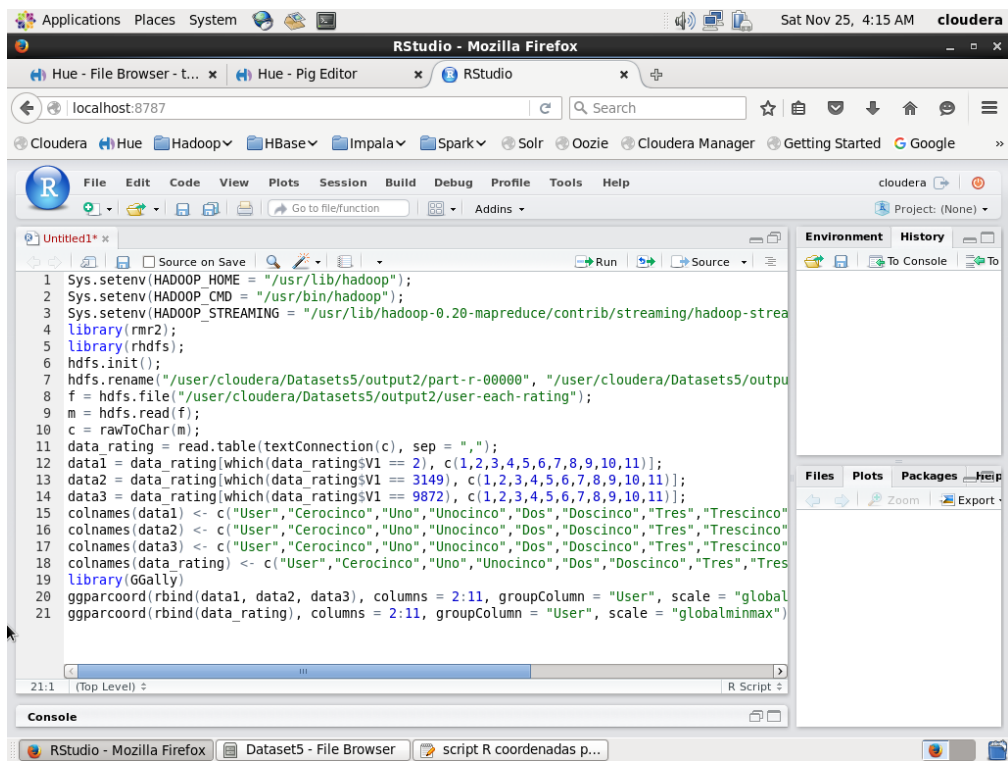 Applications Places System
Sat Nov 25, 4:15 AM cloudera
RStudio - Mozilla Firefox
Hue - File Browser - t... × Hue - Pig Editor × RStudio ×
localhost:8787 Search
Cloudera Hue Hadoop HBase Impala Spark Solr Oozie Cloudera Manager Getting Started Google »
File Edit Code View Plots Session Build Debug Profile Tools Help cloudera
Go to file/function Addins Project: (None)
Untitled1* ×
Environment History
Source on Save Run Source
To Console To
1 Sys.setenv(HADOOP_HOME = "/usr/lib/hadoop");
2 Sys.setenv(HADOOP_CMD = "/usr/bin/hadoop");
3 Sys.setenv(HADOOP_STREAMING = "/usr/lib/hadoop-0.20-mapreduce/contrib/streaming/hadoop-strea
4 library(rmr2);
5 library(rhdfs);
6 hdfs.init();
7 hdfs.rename("/user/cloudera/Datasets5/output2/part-r-00000", "/user/cloudera/Datasets5/outpu
8 f = hdfs.file("/user/cloudera/Datasets5/output2/user-each-rating");
9 m = hdfs.read(f);
10 c = rawToChar(m);
11 data_rating = read.table(textConnection(c), sep = ",");
12 data1 = data_rating[which(data_rating$V1 == 2), c(1,2,3,4,5,6,7,8,9,10,11)];
13 data2 = data_rating[which(data_rating$V1 == 3149), c(1,2,3,4,5,6,7,8,9,10,11)];
14 data3 = data_rating[which(data_rating$V1 == 9872), c(1,2,3,4,5,6,7,8,9,10,11)];
15 colnames(data1) <- c("User","Cerocinco","Uno","Unocinco","Dos","Doscinco","Tres","Trescinco"
16 colnames(data2) <- c("User","Cerocinco","Uno","Unocinco","Dos","Doscinco","Tres","Trescinco"
17 colnames(data3) <- c("User","Cerocinco","Uno","Unocinco","Dos","Doscinco","Tres","Trescinco"
18 colnames(data_rating) <- c("User","Cerocinco","Uno","Unocinco","Dos","Doscinco","Tres","Tres
19 library(GGally)
20 ggparcoord(rbind(data1, data2, data3), columns = 2:11, groupColumn = "User", scale = "global
21 ggparcoord(rbind(data_rating), columns = 2:11, groupColumn = "User", scale = "globalminmax")
Files Plots Packages Help
Zoom Export
21:1 (Top Level) R Script
Console
RStudio - Mozilla Firefox Dataset5 - File Browser script R coordenadas p...